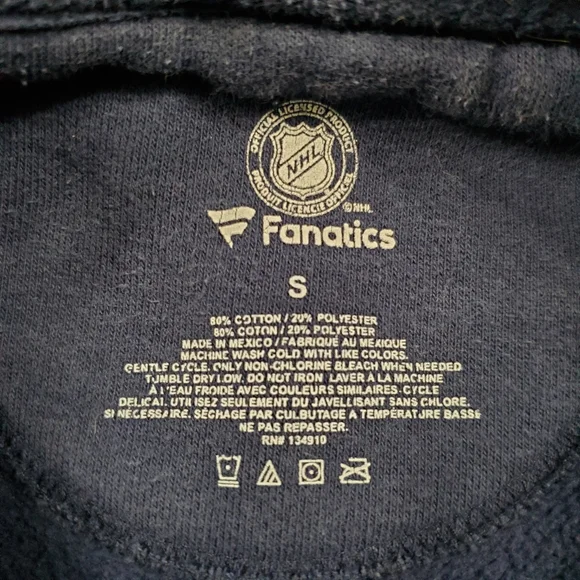 OFFICIAL LICENSED PRODUCT
NHL
PRODUIT LICENCIÉ OFFICIEL
©NHL
Fanatics
S
80% COTTON / 20% POLYESTER
80% COTON / 20% POLYESTER
MADE IN MEXICO / FABRIQUÉ AU MEXIQUE
MACHINE WASH COLD WITH LIKE COLORS.
GENTLE CYCLE. ONLY NON-CHLORINE BLEACH WHEN NEEDED
TUMBLE DRY LOW. DO NOT IRON LAVER À LA MACHINE
À L'EAU FROIDE AVEC COULEURS SIMILAIRES-CYCLE
DÉLICAT. UTILISEZ SEULEMENT DU JAVELLISANT SANS CHLORE.
SI NÉCESSAIRE. SÉCHAGE PAR CULBUTAGE À TEMPÉRATURE BASSE
NE PAS REPASSER.
RN# 134910